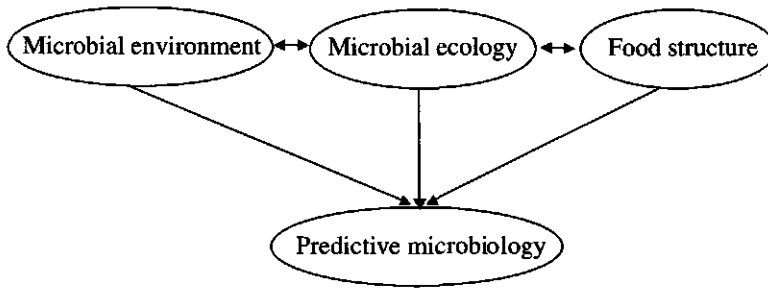 Microbial environment
Microbial ecology
Food structure
Predictive microbiology